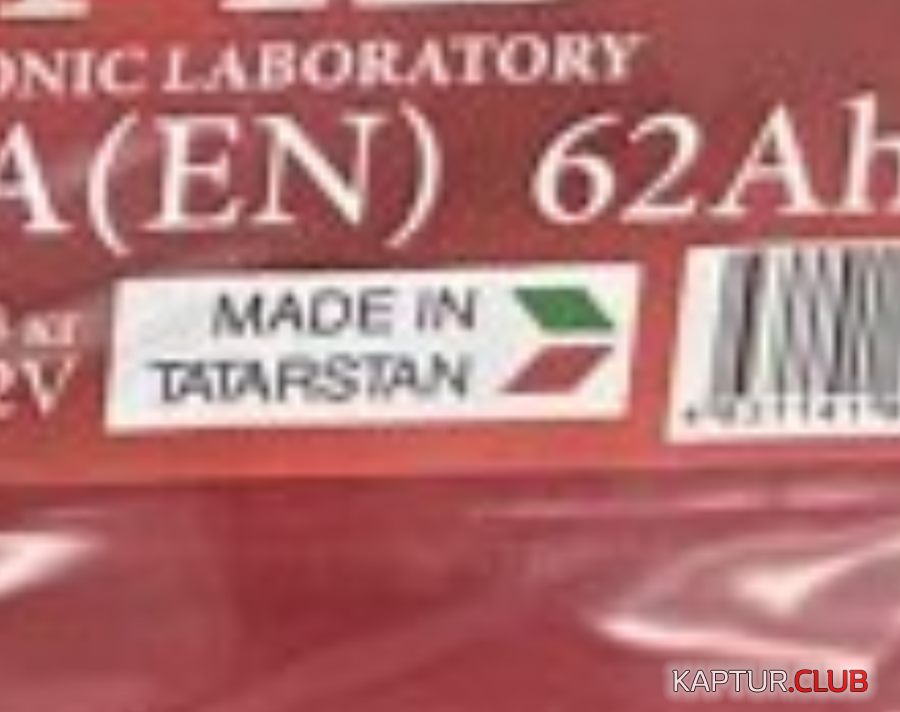 ONIC LABORATORY
A(EN) 62Ah
MADE IN
TATARSTAN
2V
KAPTUR.CLUB